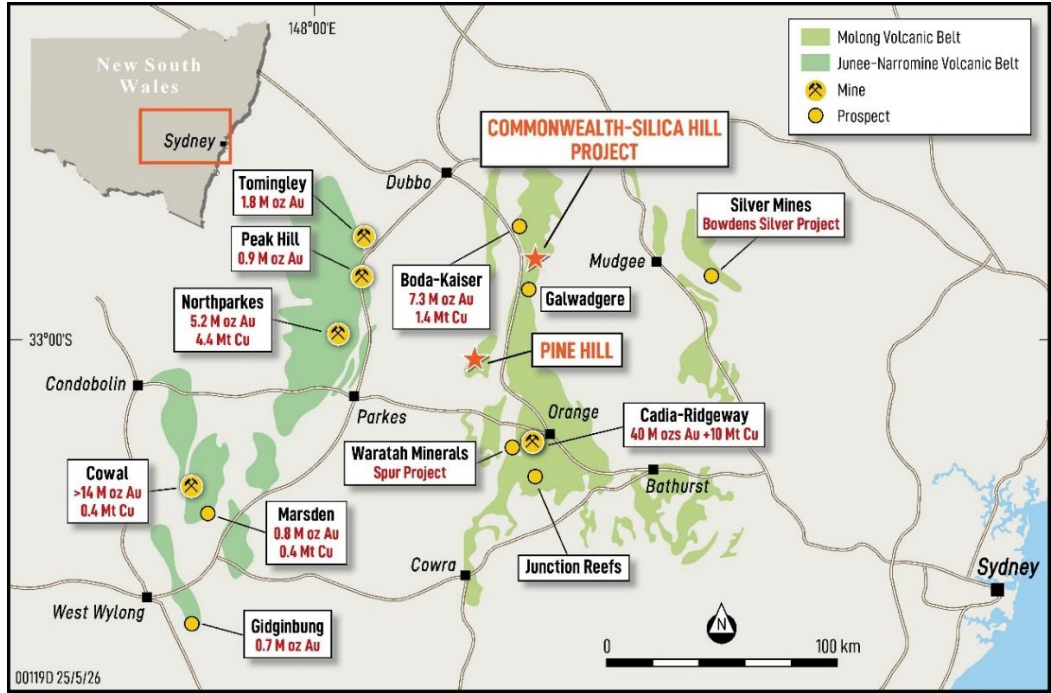 148°00'E
New South
Wales
Sydney
Molong Volcanic Belt
Junee-Narromine Volcanic Belt
Mine
Prospect
COMMONWEALTH-SILICA HILL
PROJECT
Dubbo
Tomingley
1.8 M oz Au
Silver Mines
Bowdens Silver Project
Peak Hill
0.9 M oz Au
Mudgee
Boda-Kaiser
7.3 M oz Au
1.4 Mt Cu
Galwadgere
Northparkes
5.2 M oz Au
4.4 Mt Cu
33°00'S
PINE HILL
Condobolin
Parkes
Orange
Cadia-Ridgeway
40 M ozs Au +10 Mt Cu
Waratah Minerals
Spur Project
Cowal
>14 M oz Au
0.4 Mt Cu
Bathurst
Marsden
0.8 M oz Au
0.4 Mt Cu
Junction Reefs
Cowra
Sydney
West Wylong
Gidginbung
0.7 M oz Au
N
0
100 km
00119D 25/5/26